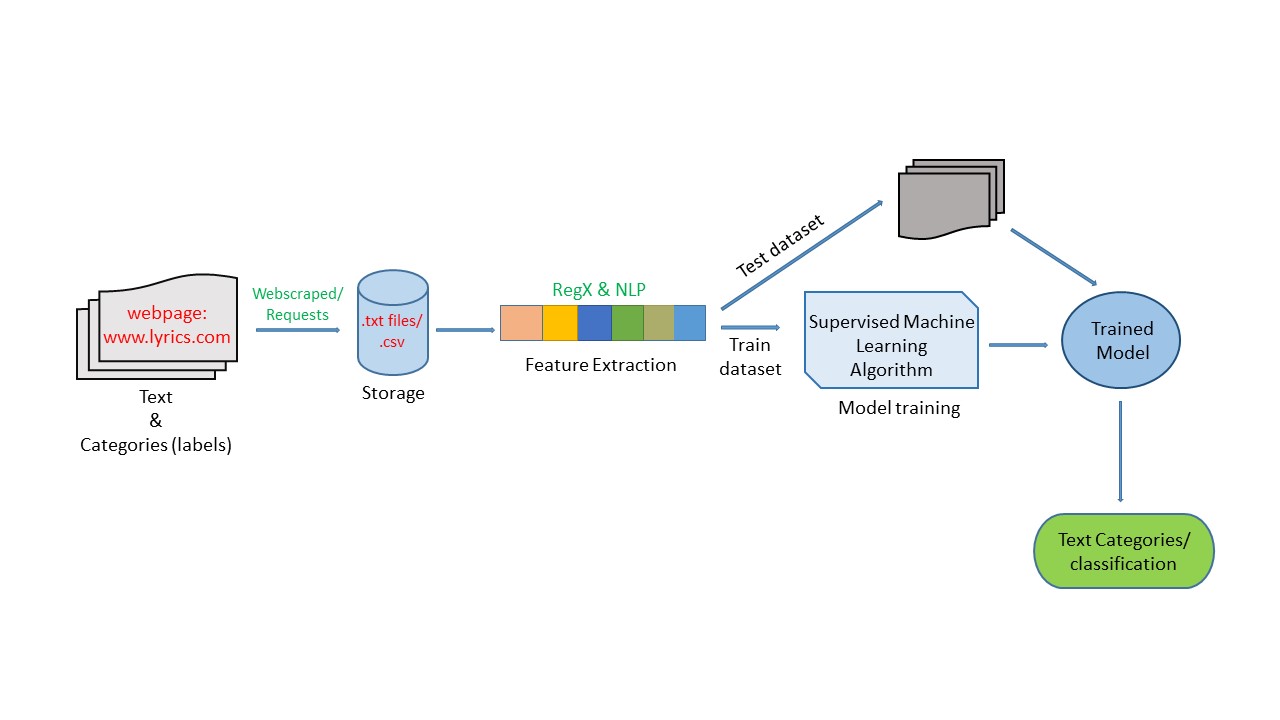 webpage:
www.lyrics.com
Text
&
Categories (labels)
Webscraped/
Requests
.txt files/
.csv
Storage
RegX & NLP
Feature Extraction
Test dataset
Train
dataset
Supervised Machine
Learning
Algorithm
Model training
Trained
Model
Text Categories/
classification